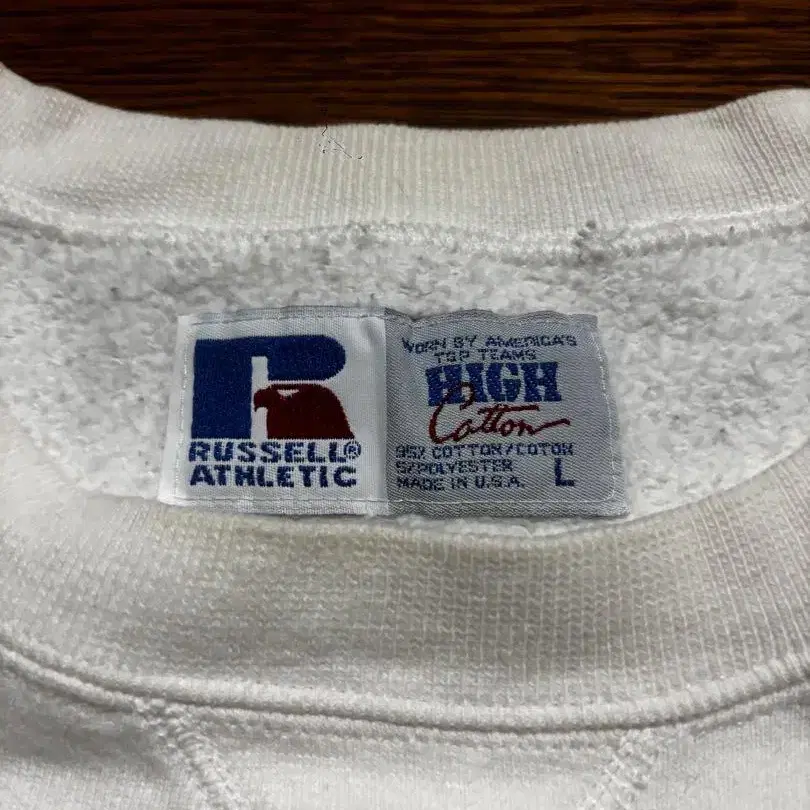 RUSSELL®
ATHLETIC
WORN BY AMERICA'S
TOP TEAMS
HIGH
Cotton
95% COTTON/COTON
5%POLYESTER
MADE IN U.S.A.
L